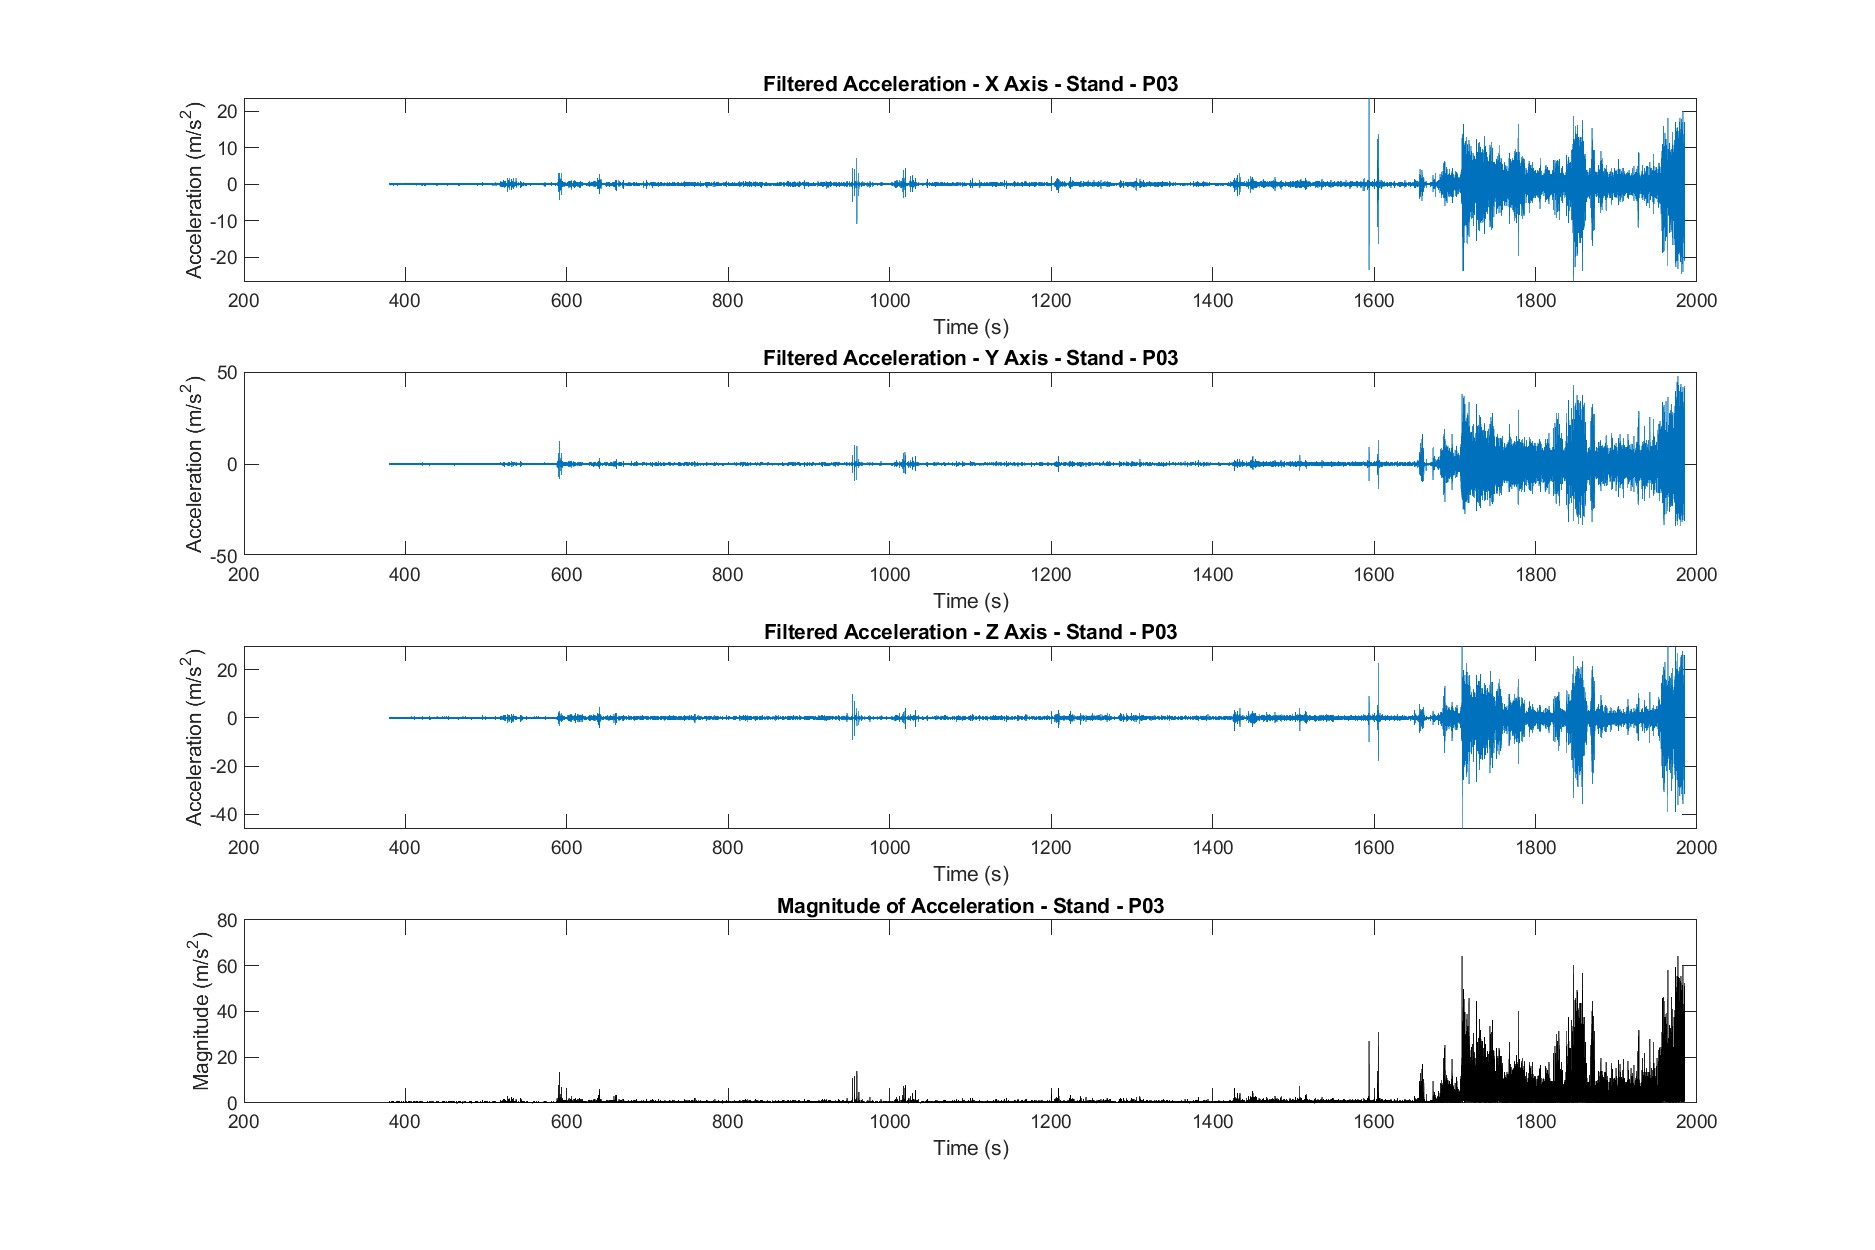 Filtered Acceleration - X Axis - Stand - P03
Acceleration (m/s²)
20
10
0
-10
-20
200 400 600 800 1000 1200 1400 1600 1800 2000
Time (s)
Filtered Acceleration - Y Axis - Stand - P03
Acceleration (m/s²)
50
0
-50
200 400 600 800 1000 1200 1400 1600 1800 2000
Time (s)
Filtered Acceleration - Z Axis - Stand - P03
Acceleration (m/s²)
20
0
-20
-40
200 400 600 800 1000 1200 1400 1600 1800 2000
Time (s)
Magnitude of Acceleration - Stand - P03
Magnitude (m/s²)
80
60
40
20
0
200 400 600 800 1000 1200 1400 1600 1800 2000
Time (s)